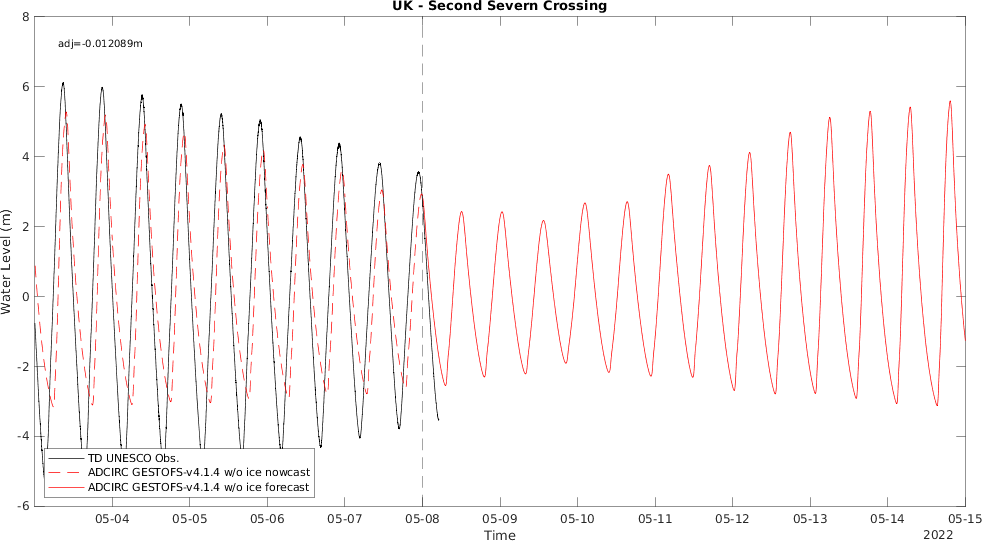 UK - Second Severn Crossing
adj=-0.012089m
8
6
4
2
0
-2
-4
-6
Water Level (m)
TD UNESCO Obs.
ADCIRC GESTOFS-v4.1.4 w/o ice nowcast
ADCIRC GESTOFS-v4.1.4 w/o ice forecast
05-04 05-05 05-06 05-07 05-08 05-09 05-10 05-11 05-12 05-13 05-14 05-15
Time
2022